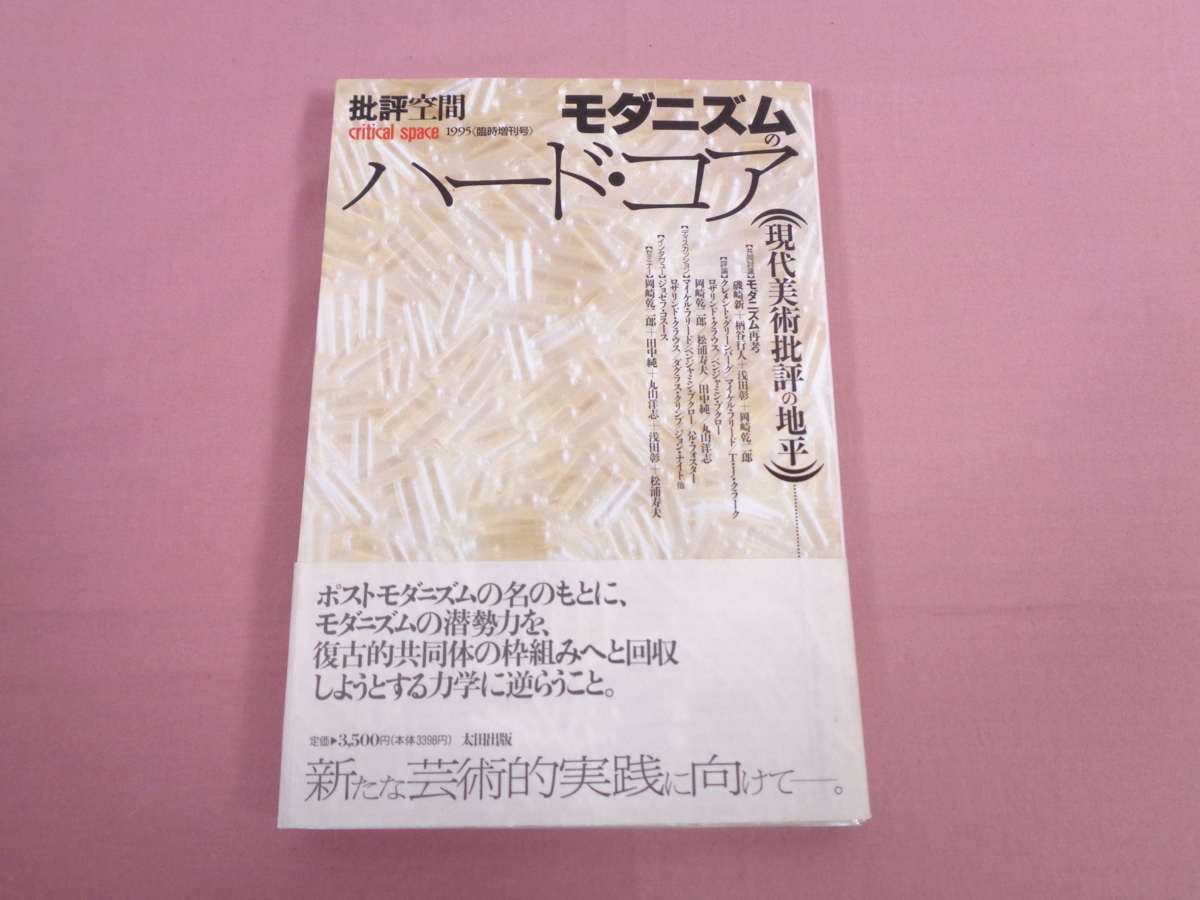 批評空間
critical space 1995〈臨時増刊号〉
モダニズムの
ハード・コア
(現代美術批評の地平)
【共同討議】モダニズム再考
磯崎新＋柄谷行人＋浅田彰＋岡崎乾二郎
【評論】クレメント・グリーンバーグ/マイケル・フリード/T・J・クラーク
ロザリンド・クラウス/ベンジャミン・ブクロー
岡崎乾二郎/松浦寿夫/田中純/丸山洋志
【ディスカッション】マイケル・フリード/ベンジャミン・ブクロー/ハル・フォスター
ロザリンド・クラウス/ダグラス・クリンプ/ジョン・ナイト他
【インタヴュー】ジョセフ・コスース
【セミナー】岡崎乾二郎＋田中純＋丸山洋志＋浅田彰＋松浦寿夫
ポストモダニズムの名のもとに、
モダニズムの潜勢力を、
復古的共同体の枠組みへと回収
しようとする力学に逆らうこと。
定価▶3,500円(本体3398円) 太田出版
新たな芸術的実践に向けて―。